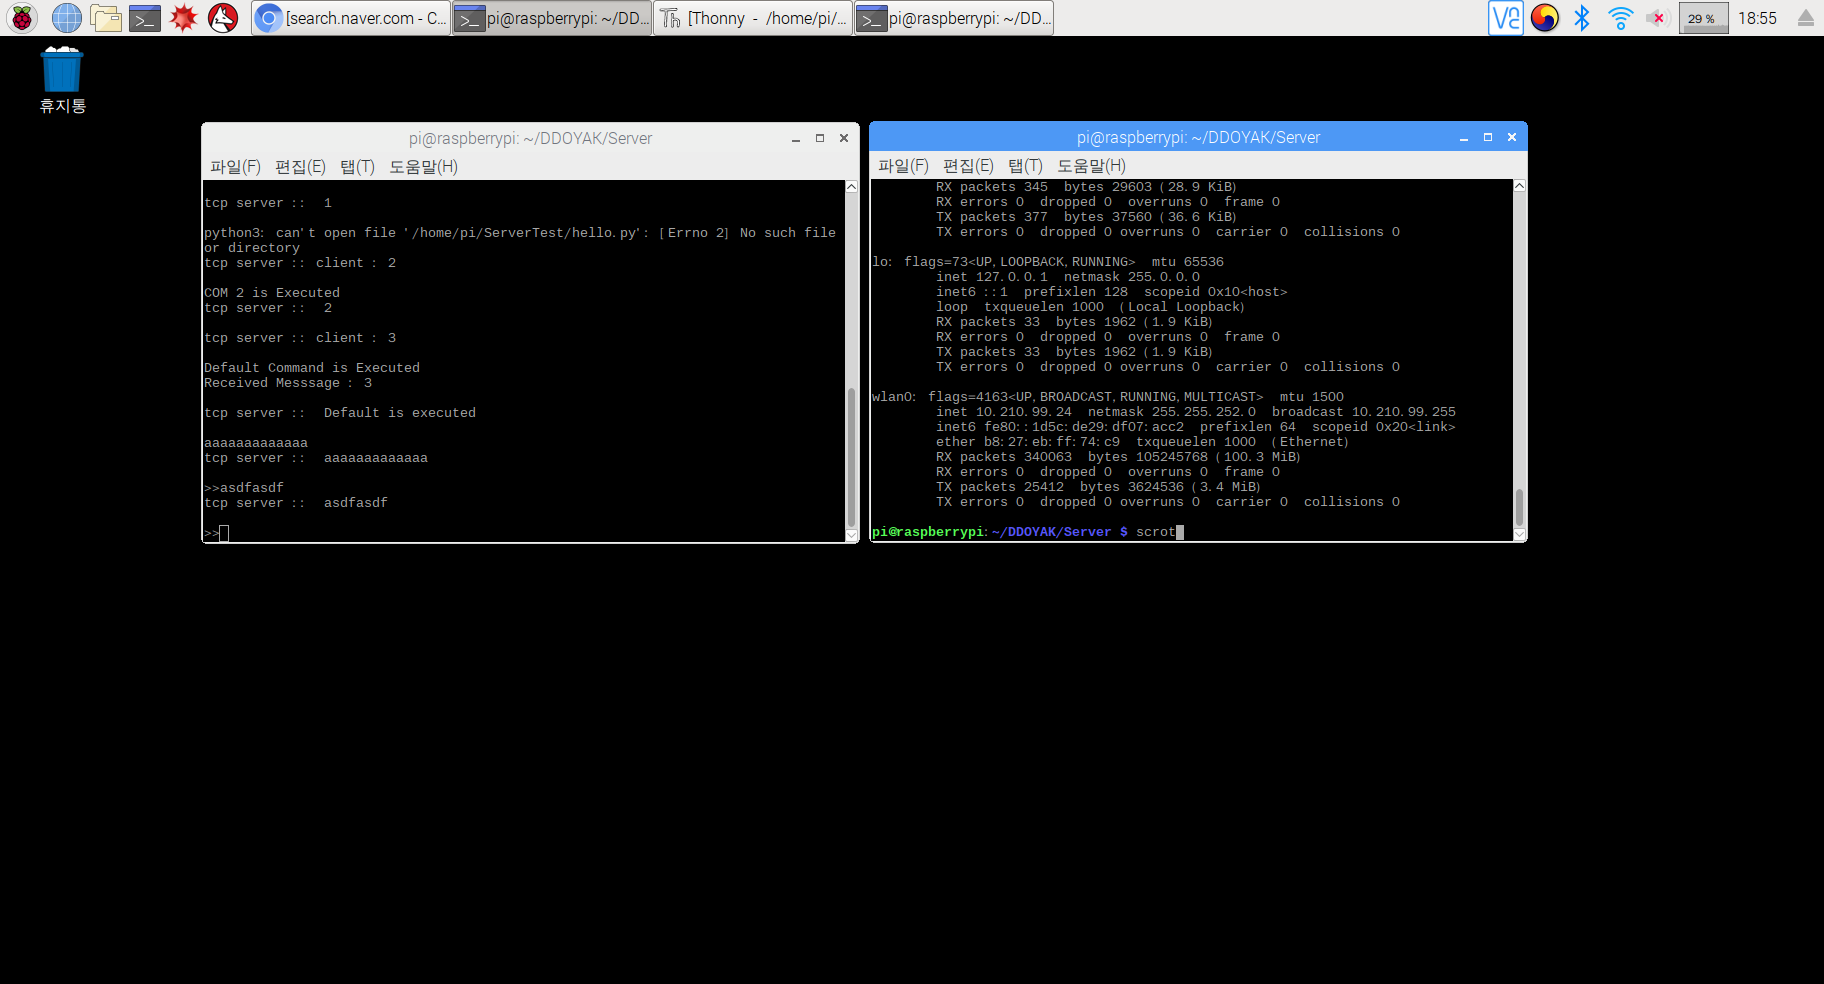 [search.naver.com - C...
pi@raspberrypi: ~/DD...
[Thonny - /home/pi/...
pi@raspberrypi: ~/DD...
29 %
18:55
휴지통
pi@raspberrypi: ~/DDOYAK/Server
파일(F) 편집(E) 탭(T) 도움말(H)
tcp server :: 1
python3: can't open file '/home/pi/ServerTest/hello.py': [Errno 2] No such file
or directory
tcp server :: client : 2
COM 2 is Executed
tcp server :: 2
tcp server :: client : 3
Default Command is Executed
Received Messsage : 3
tcp server :: Default is executed
aaaaaaaaaaaaa
tcp server :: aaaaaaaaaaaaa
>>asdfasdf
tcp server :: asdfasdf
>>
pi@raspberrypi: ~/DDOYAK/Server
파일(F) 편집(E) 탭(T) 도움말(H)
RX packets 345 bytes 29603 (28.9 KiB)
RX errors 0 dropped 0 overruns 0 frame 0
TX packets 377 bytes 37560 (36.6 KiB)
TX errors 0 dropped 0 overruns 0 carrier 0 collisions 0
lo: flags=73<UP,LOOPBACK,RUNNING> mtu 65536
inet 127.0.0.1 netmask 255.0.0.0
inet6 ::1 prefixlen 128 scopeid 0x10<host>
loop txqueuelen 1000 (Local Loopback)
RX packets 33 bytes 1962 (1.9 KiB)
RX errors 0 dropped 0 overruns 0 frame 0
TX packets 33 bytes 1962 (1.9 KiB)
TX errors 0 dropped 0 overruns 0 carrier 0 collisions 0
wlan0: flags=4163<UP,BROADCAST,RUNNING,MULTICAST> mtu 1500
inet 10.210.99.24 netmask 255.255.252.0 broadcast 10.210.99.255
inet6 fe80::1d5c:de29:df07:acc2 prefixlen 64 scopeid 0x20<link>
ether b8:27:eb:ff:74:c9 txqueuelen 1000 (Ethernet)
RX packets 340063 bytes 105245768 (100.3 MiB)
RX errors 0 dropped 0 overruns 0 frame 0
TX packets 25412 bytes 3624536 (3.4 MiB)
TX errors 0 dropped 0 overruns 0 carrier 0 collisions 0
pi@raspberrypi:~/DDOYAK/Server $ scrot